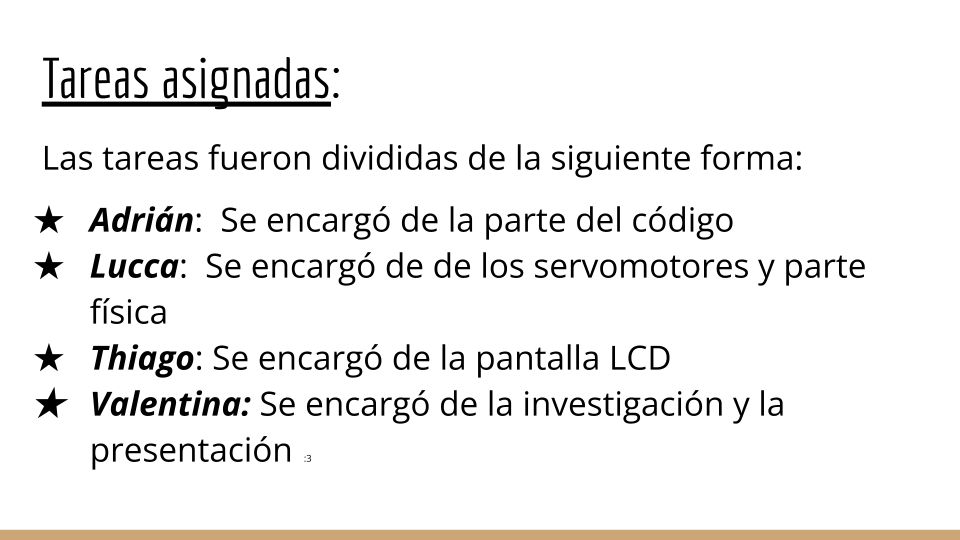 Tareas asignadas:
Las tareas fueron divididas de la siguiente forma:
★ Adrián: Se encargó de la parte del código
★ Lucca: Se encargó de de los servomotores y parte
física
★ Thiago: Se encargó de la pantalla LCD
★ Valentina: Se encargó de la investigación y la
presentación :3